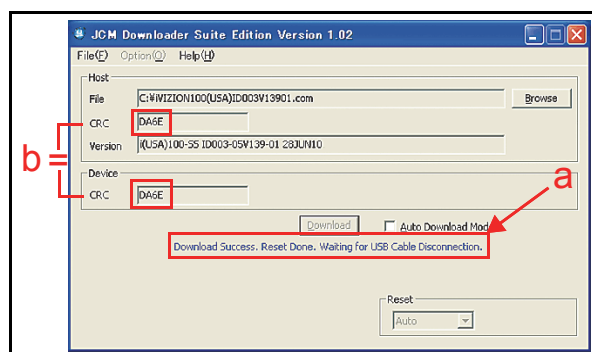 JCM Downloader Suite Edition Version 1.02
File(F) Option(O) Help(H)
Host
File C:¥iVIZION100(USA)ID003V13901.com Browse
CRC DA6E
Version i(USA)100-SS ID003-05V139-01 28JUN10
b
Device
CRC DA6E
a
Download Auto Download Mod
Download Success. Reset Done. Waiting for USB Cable Disconnection.
Reset
Auto